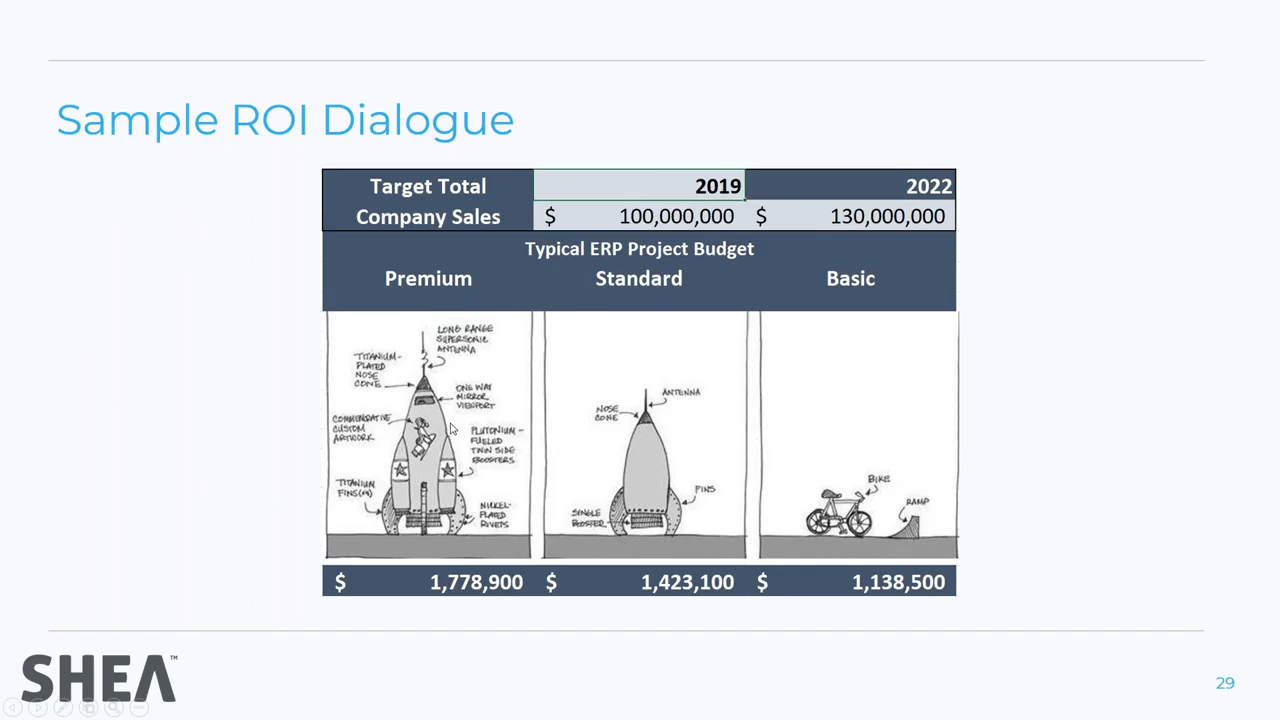 Sample ROI Dialogue
Target Total
2019
2022
Company Sales
$ 100,000,000
$ 130,000,000
Typical ERP Project Budget
Premium
Standard
Basic
LONG RANGE
SUPERSONIC
ANTENNA
TITANIUM-
PLATED
NOSE
CONE
ONE WAY
MIRROR
VIEWPORT
COMMEMORATIVE
CUSTOM
ARTWORK
PLUTONIUM-
FUELED
TWIN SIDE
BOOSTERS
TITANIUM
NICKEL-
PLATED
RIVETS
ANTENNA
NOSE
CONE
FINS
SINGLE
BOOSTER
BIKE
RAMP
$ 1,778,900
$ 1,423,100
$ 1,138,500
SHEA™
29